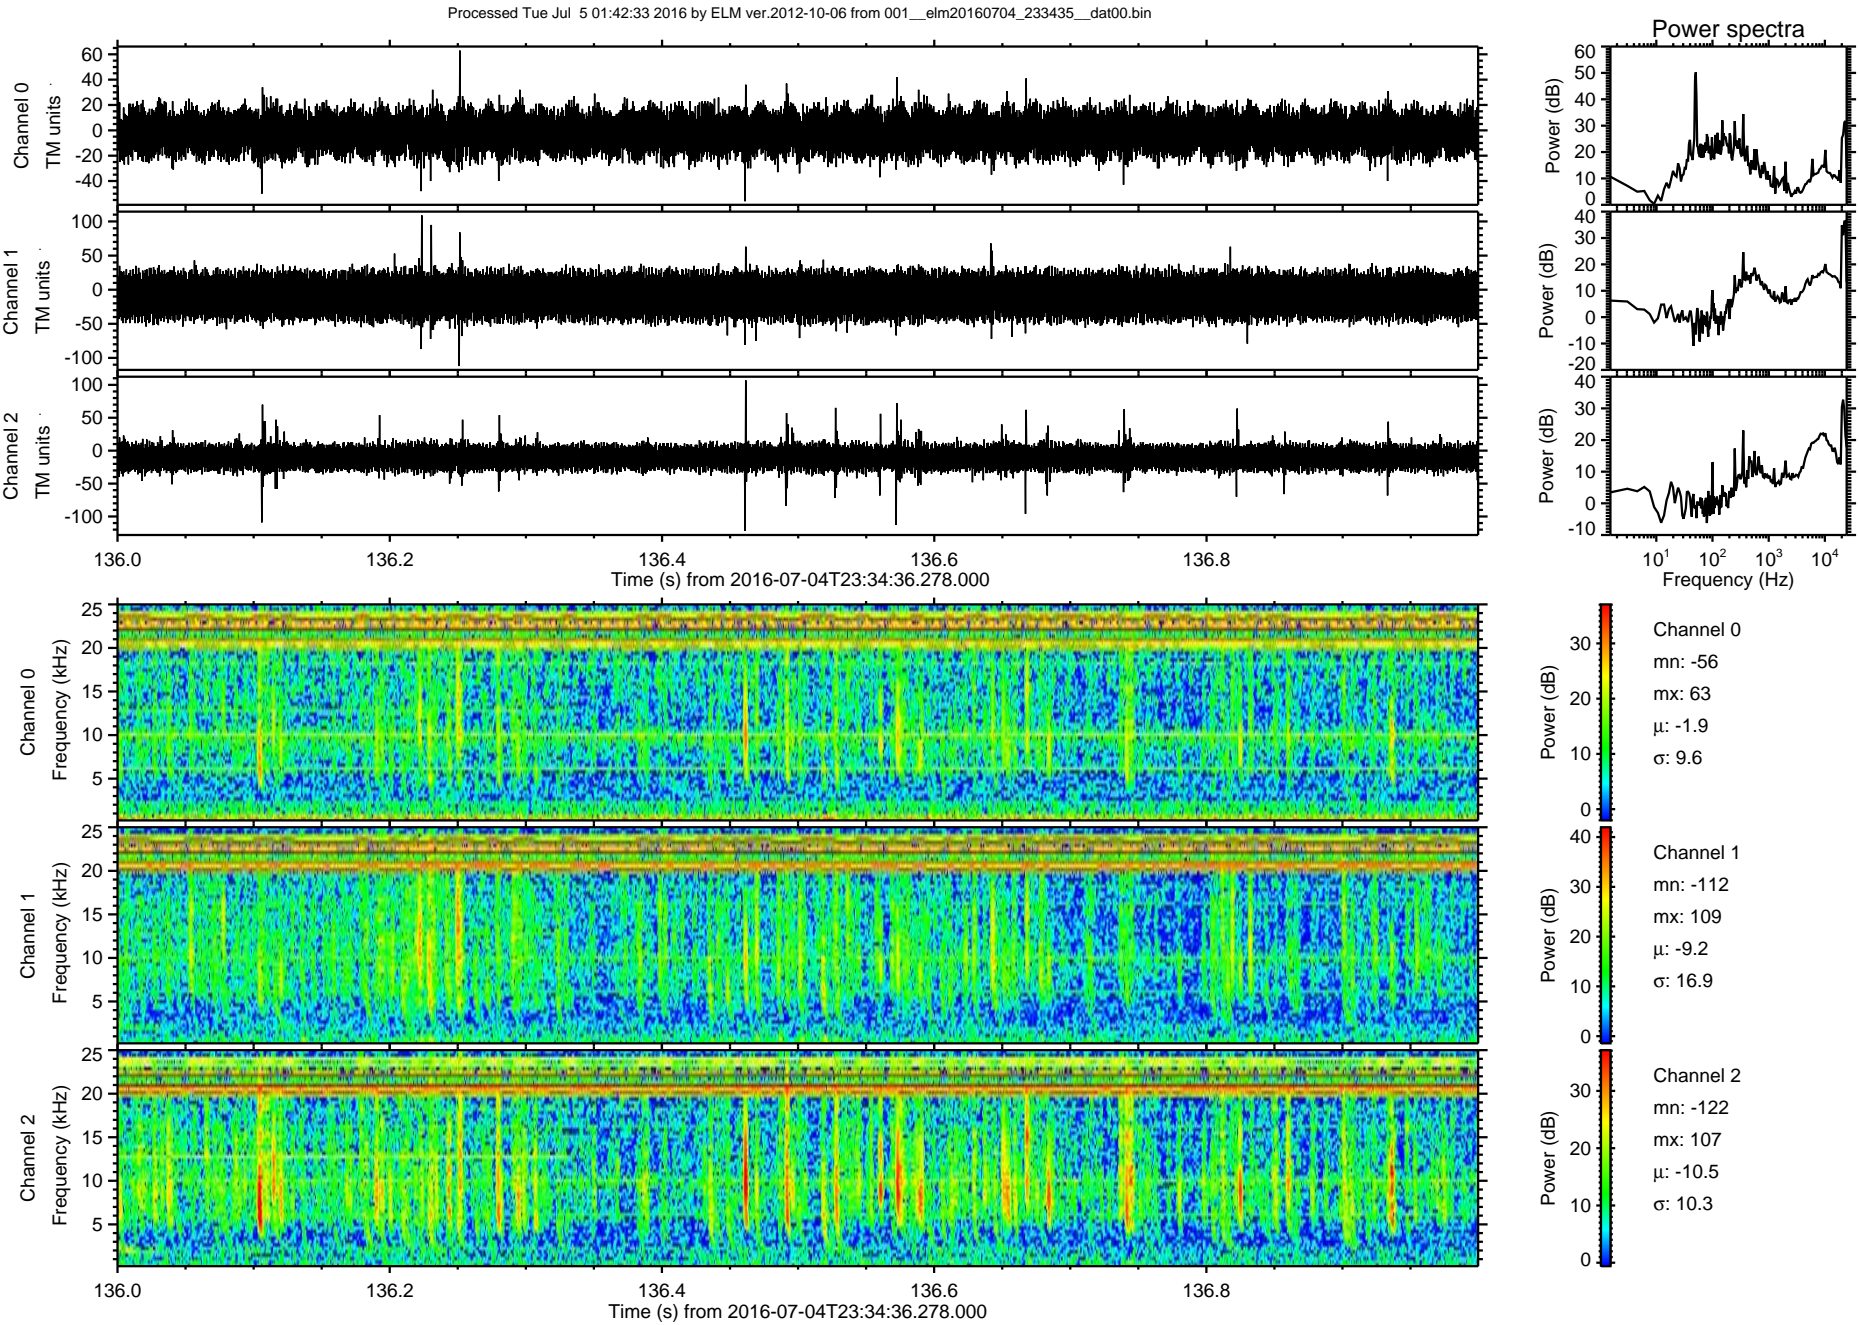 Processed Tue Jul  5 01:42:33 2016 by ELM ver.2012-10-06 from 001__elm20160704_233435__dat00.bin
Power spectra
Channel 0
TM units
60
40
20
0
-20
-40
Power (dB)
60
50
40
30
20
10
0
Channel 1
TM units
100
50
0
-50
-100
Power (dB)
40
30
20
10
0
-10
-20
Channel 2
TM units
100
50
0
-50
-100
Power (dB)
40
30
20
10
0
-10
136.0 136.2 136.4 136.6 136.8
Time (s) from 2016-07-04T23:34:36.278.000
10^1 10^2 10^3 10^4
Frequency (Hz)
Channel 0
Frequency (kHz)
25
20
15
10
5
Power (dB)
30
20
10
0
Channel 0
mn: -56
mx: 63
μ: -1.9
σ: 9.6
Channel 1
Frequency (kHz)
25
20
15
10
5
Power (dB)
40
30
20
10
0
Channel 1
mn: -112
mx: 109
μ: -9.2
σ: 16.9
Channel 2
Frequency (kHz)
25
20
15
10
5
Power (dB)
30
20
10
0
Channel 2
mn: -122
mx: 107
μ: -10.5
σ: 10.3
136.0 136.2 136.4 136.6 136.8
Time (s) from 2016-07-04T23:34:36.278.000